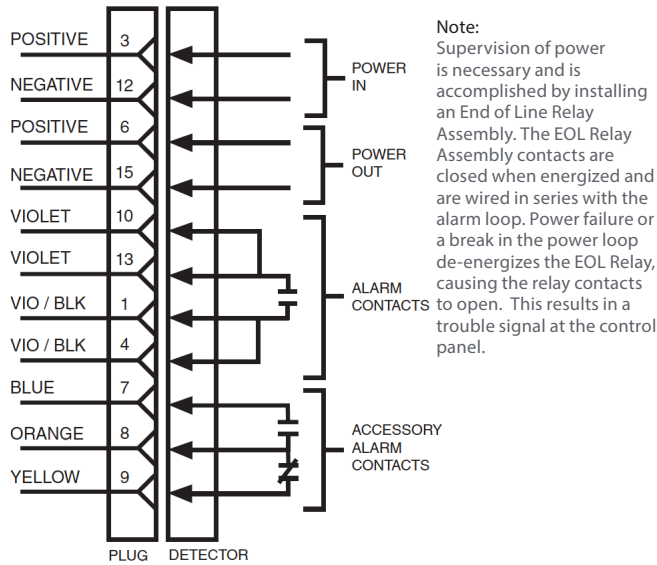 POSITIVE 3
NEGATIVE 12
POSITIVE 6
NEGATIVE 15
VIOLET 10
VIOLET 13
VIO / BLK 1
VIO / BLK 4
BLUE 7
ORANGE 8
YELLOW 9
PLUG DETECTOR
POWER
IN
POWER
OUT
ALARM
CONTACTS
ACCESSORY
ALARM
CONTACTS
Note:
Supervision of power
is necessary and is
accomplished by installing
an End of Line Relay
Assembly. The EOL Relay
Assembly contacts are
closed when energized and
are wired in series with the
alarm loop. Power failure or
a break in the power loop
de-energizes the EOL Relay,
causing the relay contacts
to open. This results in a
trouble signal at the control
panel.